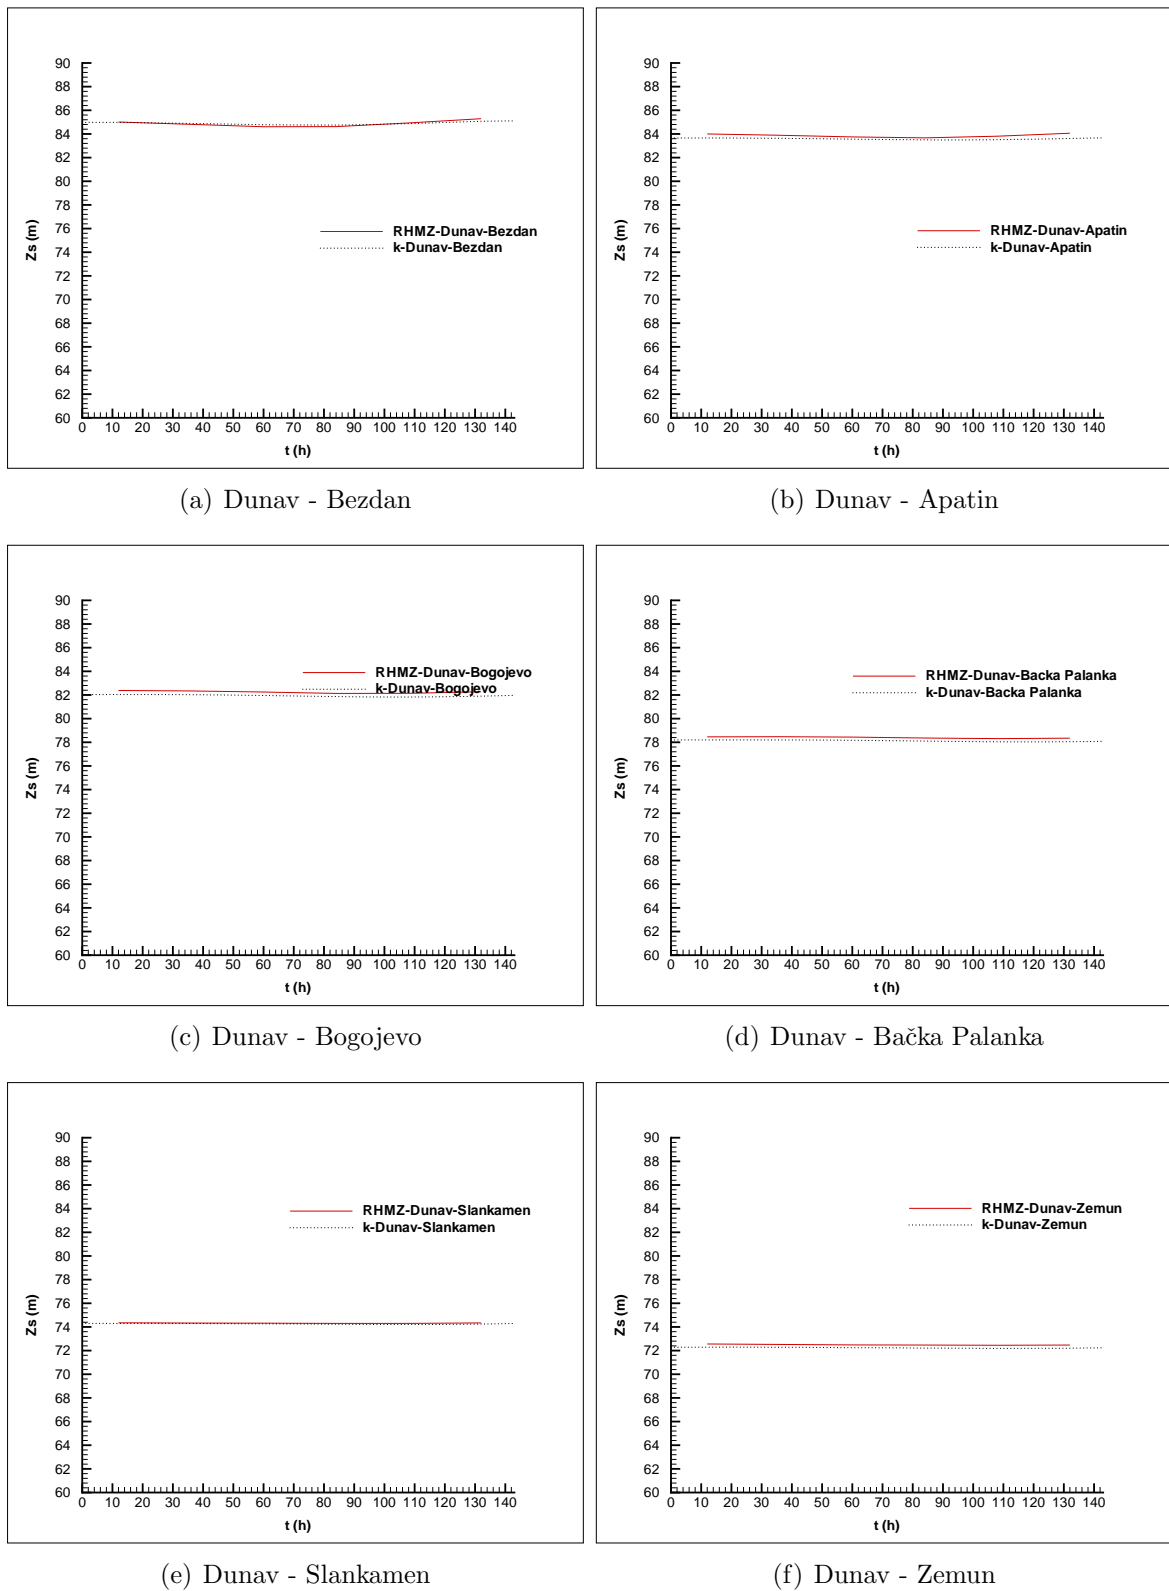 90
88
86
84
82
80
78
76
74
72
70
68
66
64
62
60
Zs (m)
RHMZ-Dunav-Bezdan
k-Dunav-Bezdan
0 10 20 30 40 50 60 70 80 90 100 110 120 130 140
t (h)
(a) Dunav - Bezdan
90
88
86
84
82
80
78
76
74
72
70
68
66
64
62
60
Zs (m)
RHMZ-Dunav-Apatin
k-Dunav-Apatin
0 10 20 30 40 50 60 70 80 90 100 110 120 130 140
t (h)
(b) Dunav - Apatin
90
88
86
84
82
80
78
76
74
72
70
68
66
64
62
60
Zs (m)
RHMZ-Dunav-Bogojevo
k-Dunav-Bogojevo
0 10 20 30 40 50 60 70 80 90 100 110 120 130 140
t (h)
(c) Dunav - Bogojevo
90
88
86
84
82
80
78
76
74
72
70
68
66
64
62
60
Zs (m)
RHMZ-Dunav-Backa Palanka
k-Dunav-Backa Palanka
0 10 20 30 40 50 60 70 80 90 100 110 120 130 140
t (h)
(d) Dunav - Bačka Palanka
90
88
86
84
82
80
78
76
74
72
70
68
66
64
62
60
Zs (m)
RHMZ-Dunav-Slankamen
k-Dunav-Slankamen
0 10 20 30 40 50 60 70 80 90 100 110 120 130 140
t (h)
(e) Dunav - Slankamen
90
88
86
84
82
80
78
76
74
72
70
68
66
64
62
60
Zs (m)
RHMZ-Dunav-Zemun
k-Dunav-Zemun
0 10 20 30 40 50 60 70 80 90 100 110 120 130 140
t (h)
(f) Dunav - Zemun